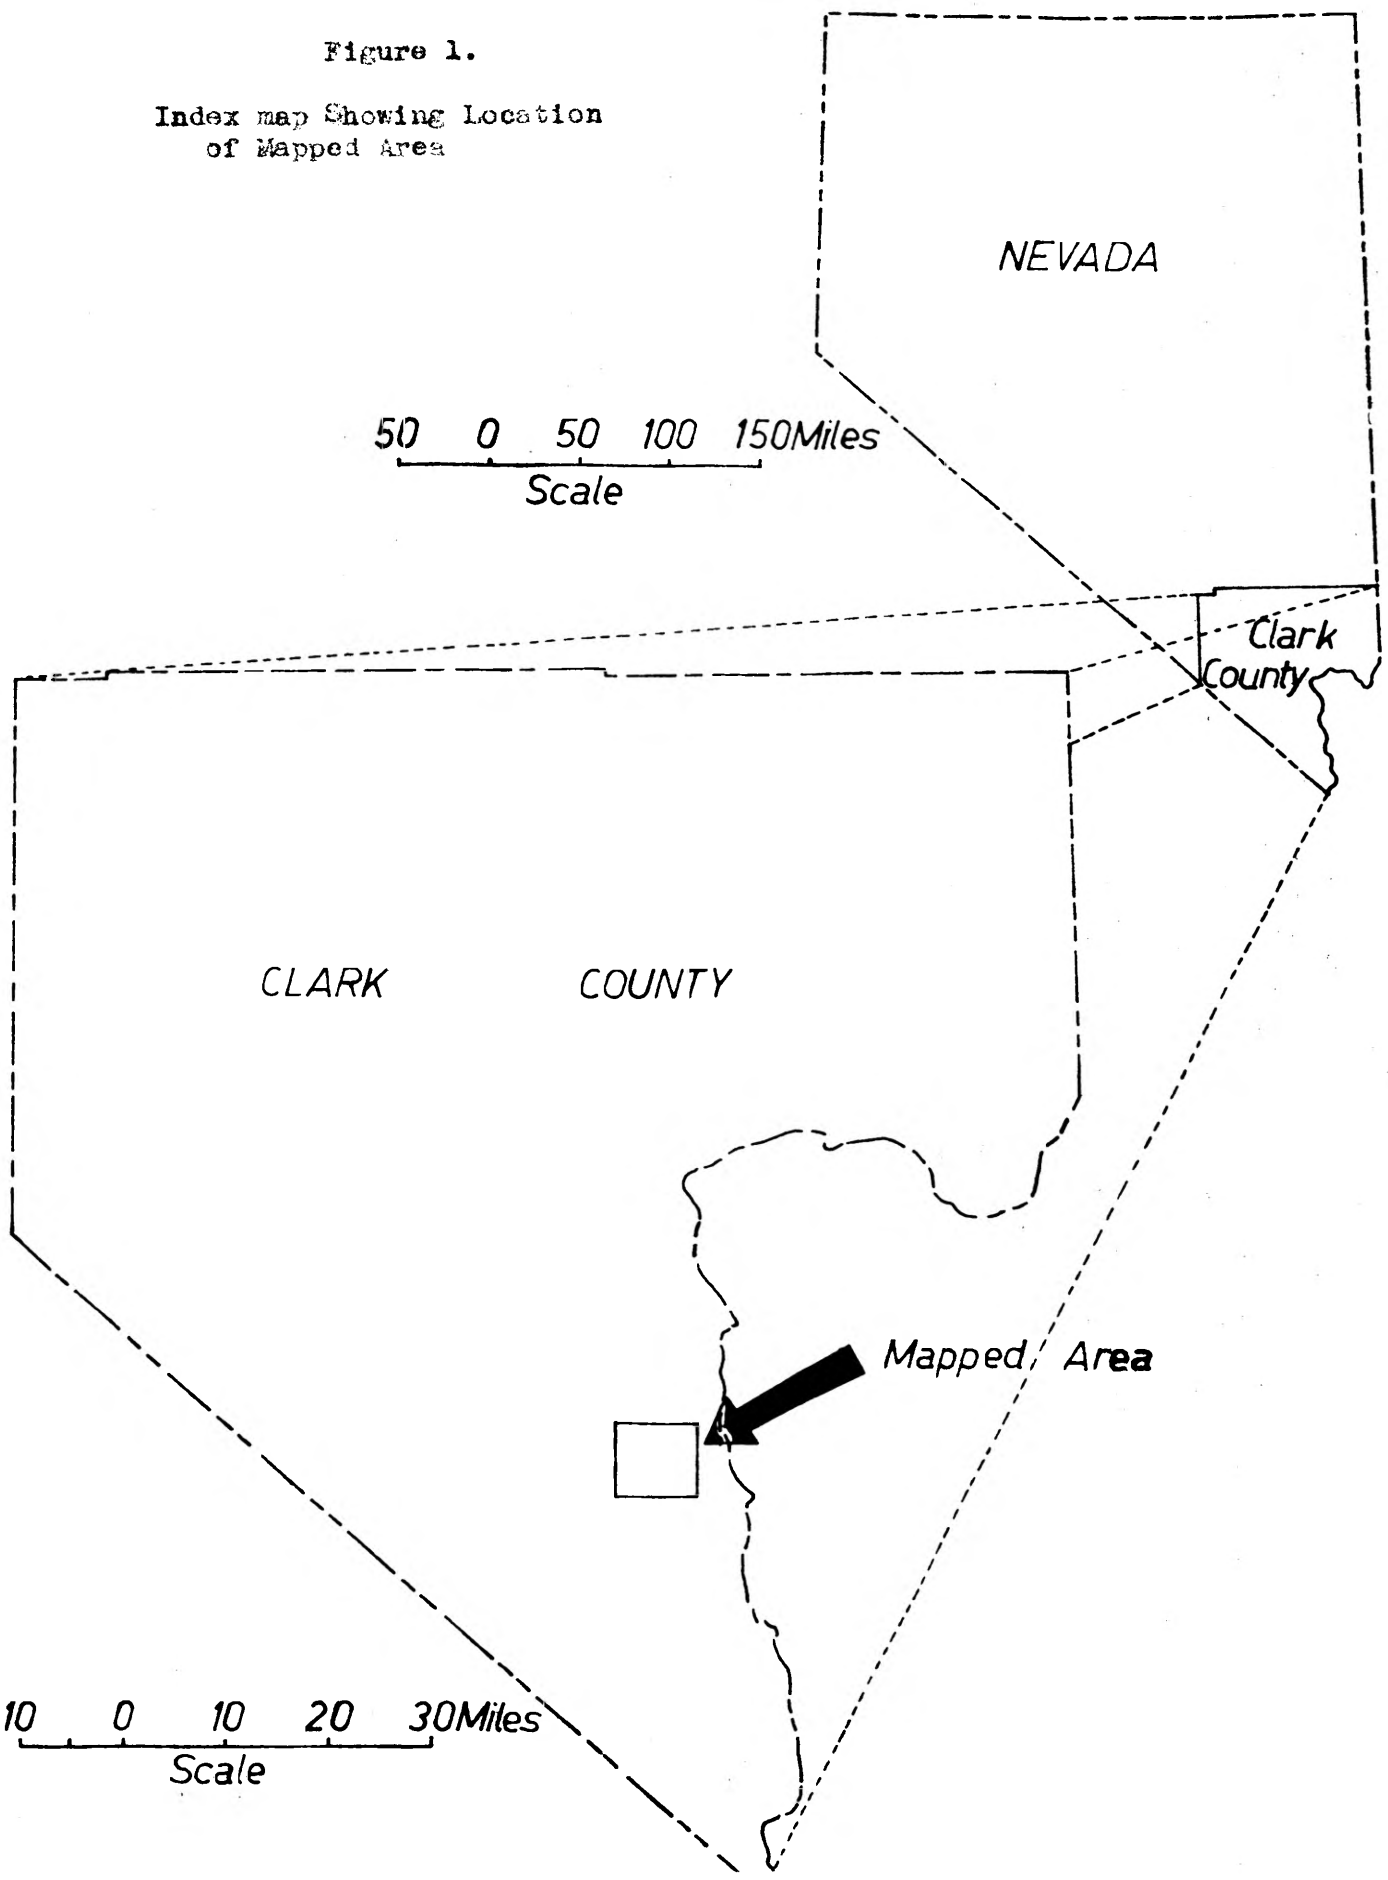 Figure 1.
Index map Showing Location
of Mapped Area
NEVADA
50 0 50 100 150Miles
Scale
Clark
County
CLARK COUNTY
Mapped Area
10 0 10 20 30Miles
Scale